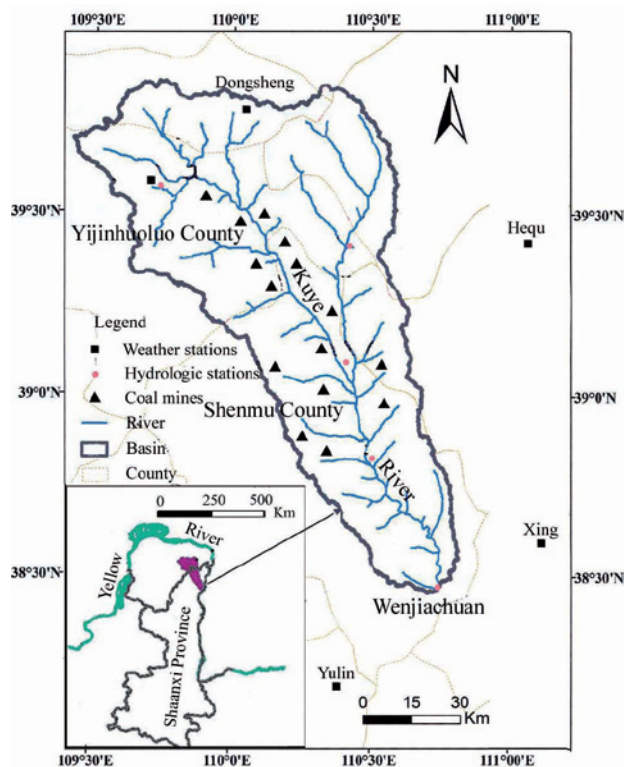 109°30'E 110°0'E 110°30'E 111°0'E
N
Dongsheng
39°30'N
39°30'N
Hequ
Yijinhuoluo County
Kuye
Legend
Weather stations
Hydrologic stations
Coal mines
River
Basin
County
39°0'N
39°0'N
Shenmu County
River
0 250 500
Km
River
Yellow
Shaanxi Province
Xing
38°30'N
38°30'N
Wenjiachuan
Yulin
0 15 30
Km
109°30'E 110°0'E 110°30'E 111°0'E